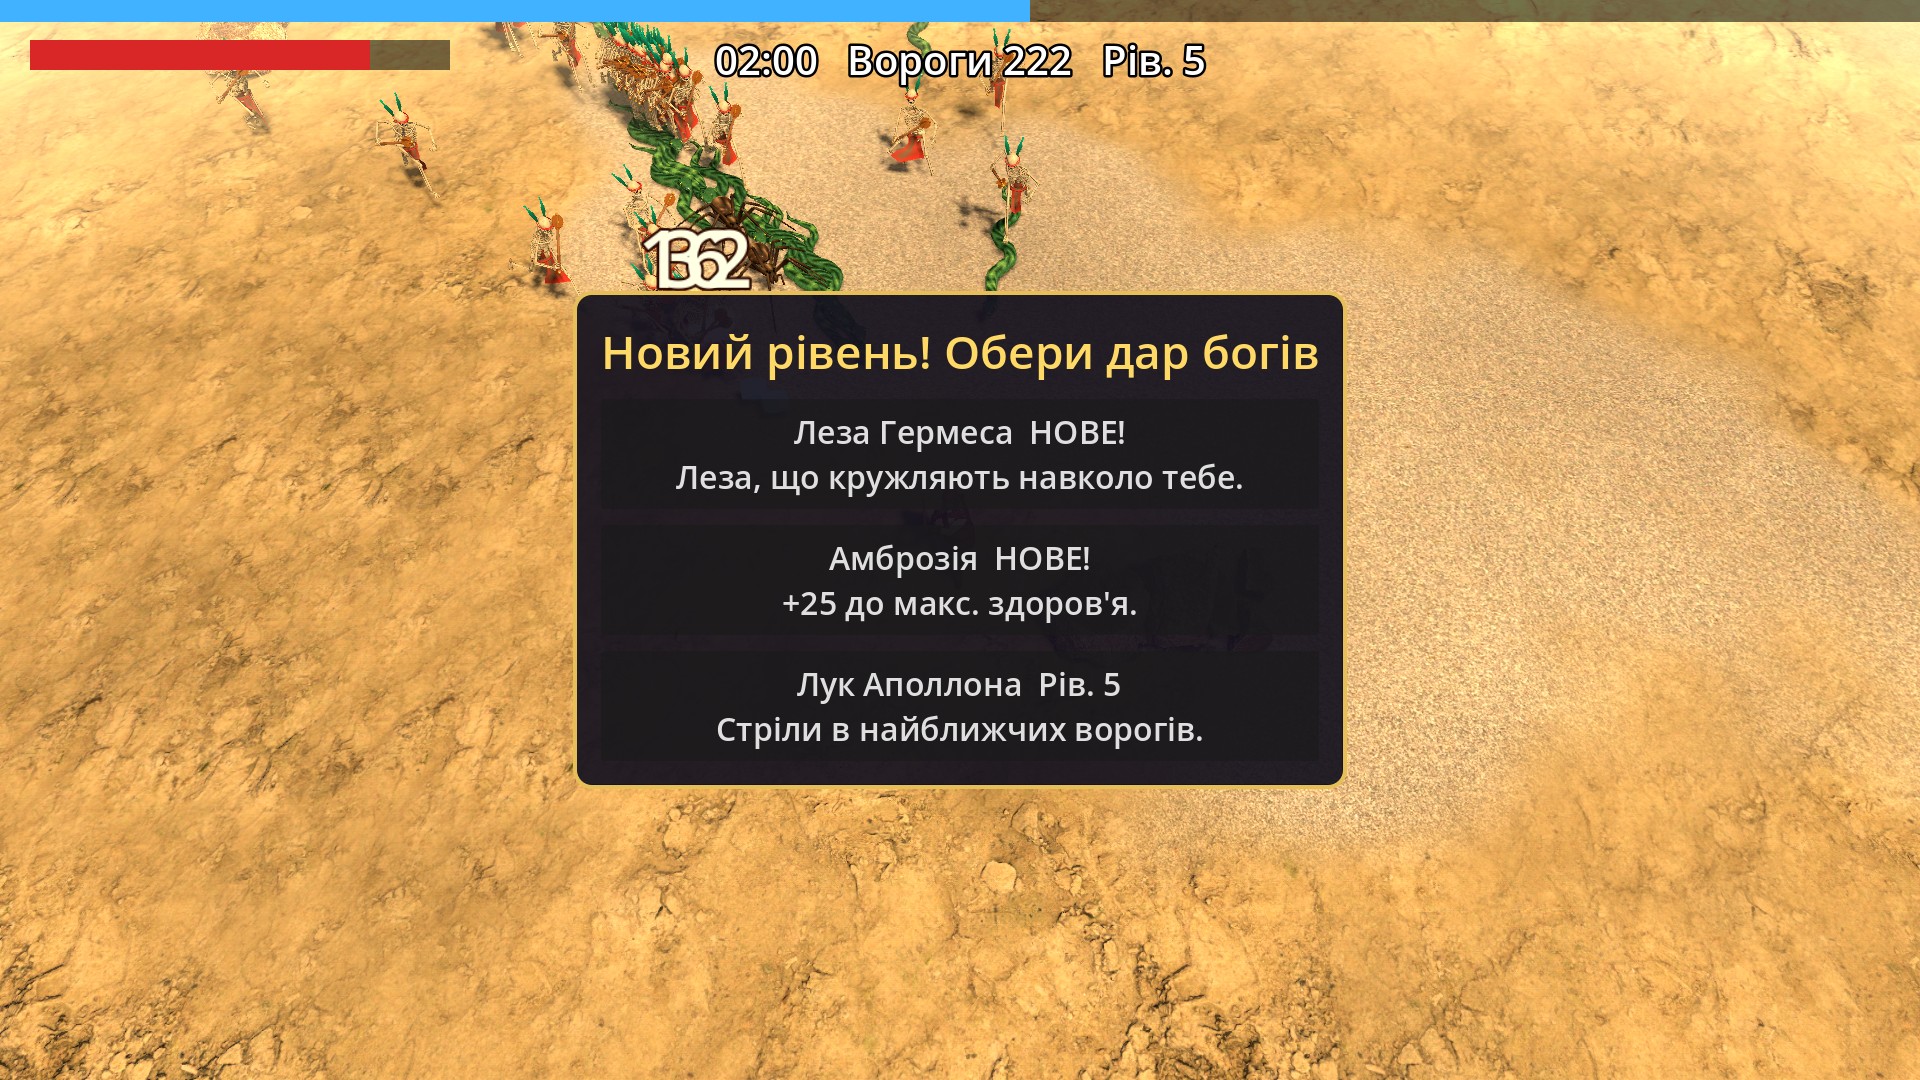 02:00 Вороги 222 Рів. 5
Новий рівень! Обери дар богів
Леза Гермеса НОВЕ!
Леза, що кружляють навколо тебе.
Амброзія НОВЕ!
+25 до макс. здоров'я.
Лук Аполлона Рів. 5
Стріли в найближчих ворогів.